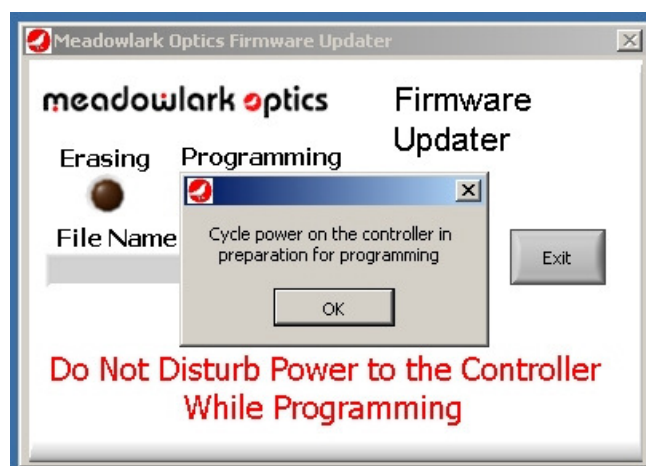 Meadowlark Optics Firmware Updater
meadowlark optics
Firmware
Updater
Erasing
Programming
Cycle power on the controller in
preparation for programming
OK
File Name
Exit
Do Not Disturb Power to the Controller
While Programming